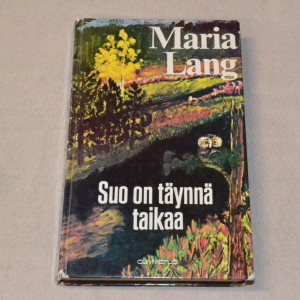 Maria
Lang
Suo on täynnä
taikaa